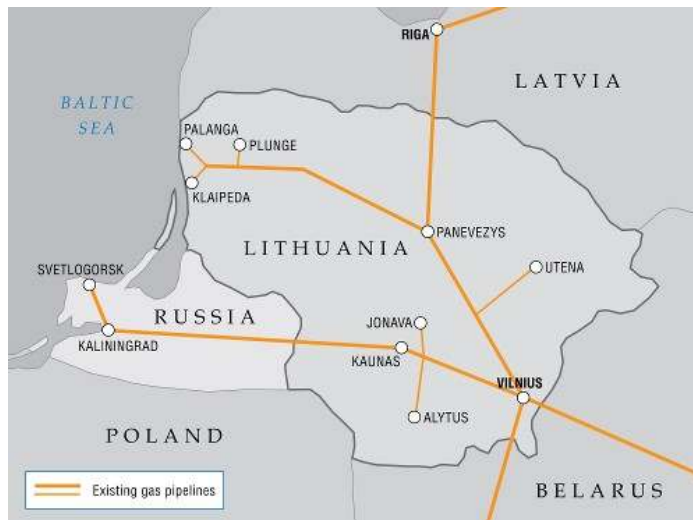 RIGA
LATVIA
BALTIC
SEA
PALANGA
PLUNGE
KLAIPEDA
PANEVEZYS
LITHUANIA
SVETLOGORSK
UTENA
RUSSIA
JONAVA
KALININGRAD
KAUNAS
VILNIUS
ALYTUS
POLAND
Existing gas pipelines
BELARUS